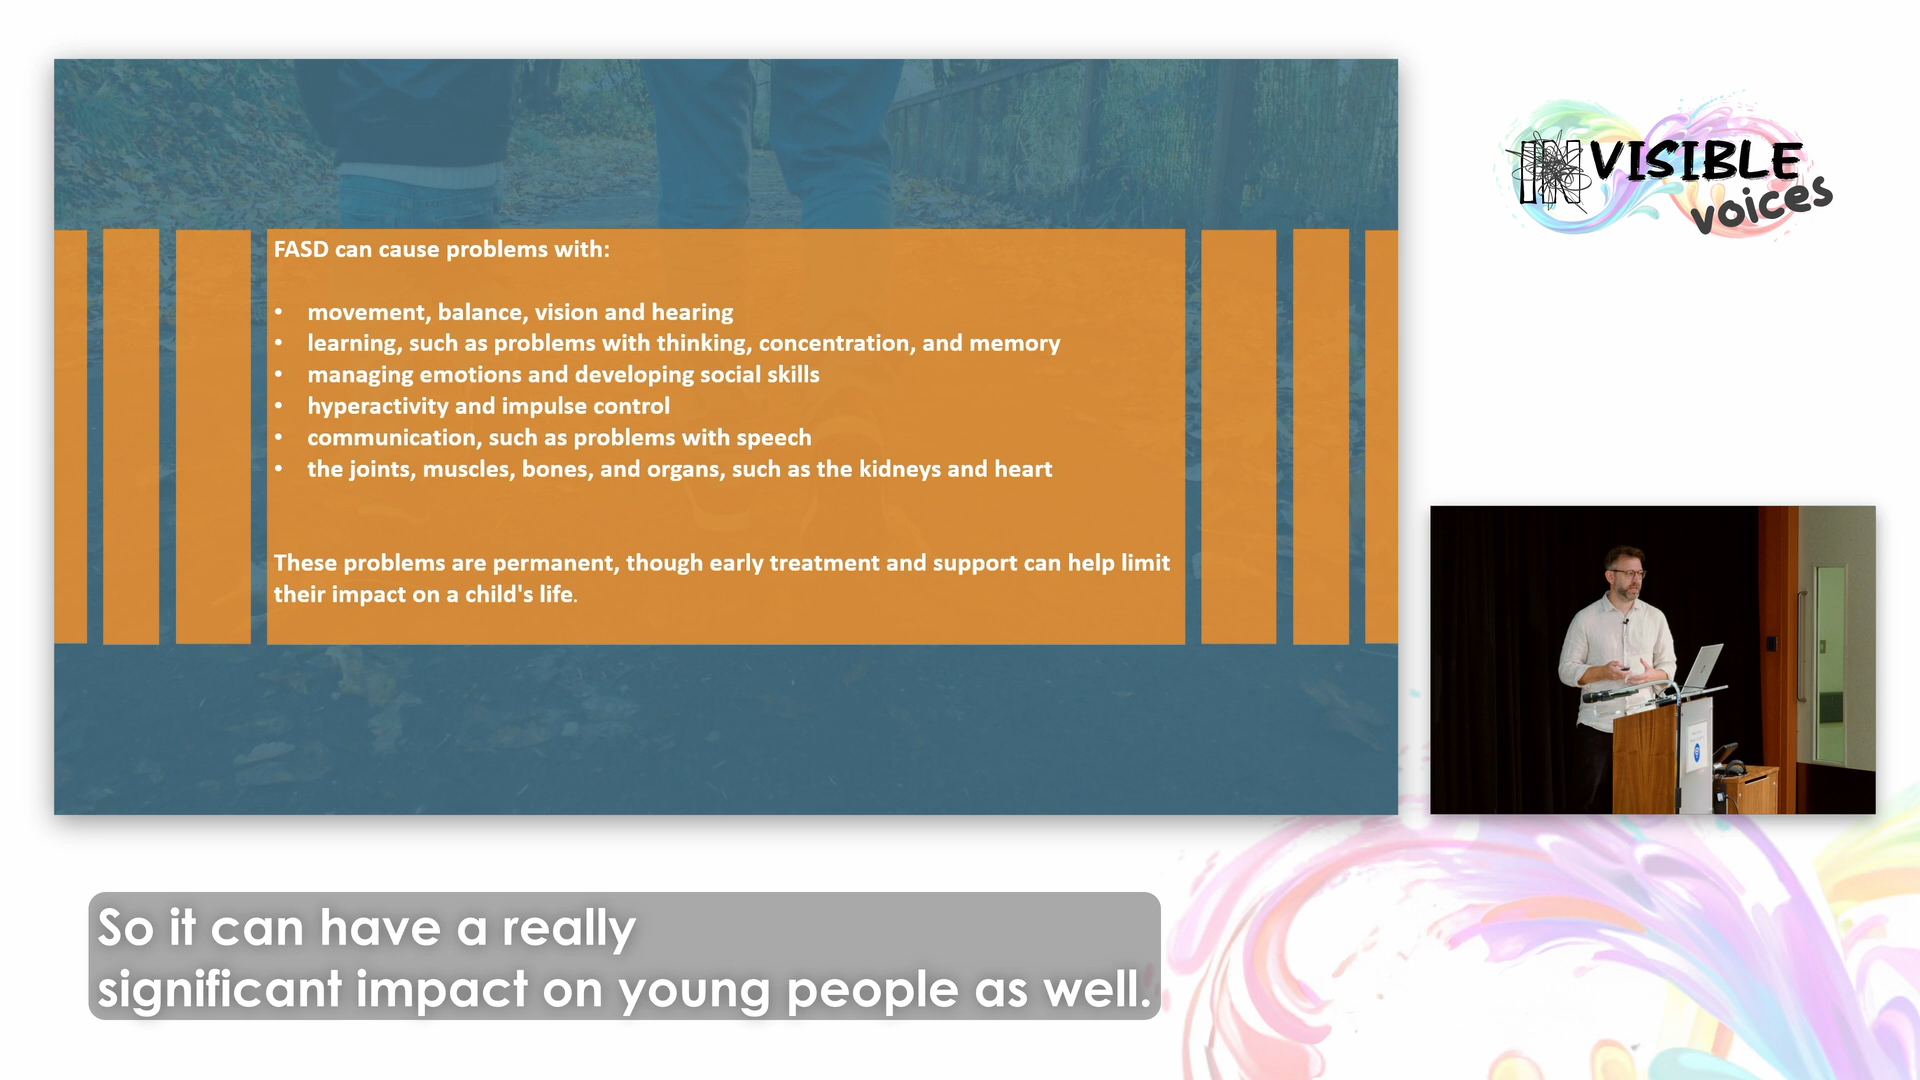 FASD can cause problems with:
• movement, balance, vision and hearing
• learning, such as problems with thinking, concentration, and memory
• managing emotions and developing social skills
• hyperactivity and impulse control
• communication, such as problems with speech
• the joints, muscles, bones, and organs, such as the kidneys and heart
These problems are permanent, though early treatment and support can help limit
their impact on a child's life.
INVISIBLE
voices
So it can have a really
significant impact on young people as well.